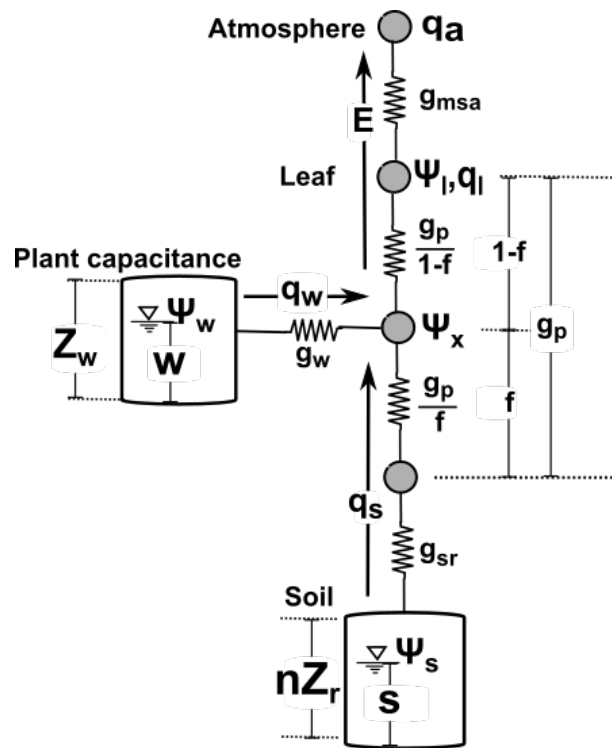 Atmosphere qa
gmsa
E
Leaf Ψl,ql
gp
1-f
1-f
Plant capacitance
qw
Ψw
Zw
W
gw
Ψx
gp
gp
f
f
qs
gsr
Soil
Ψs
nZr
S